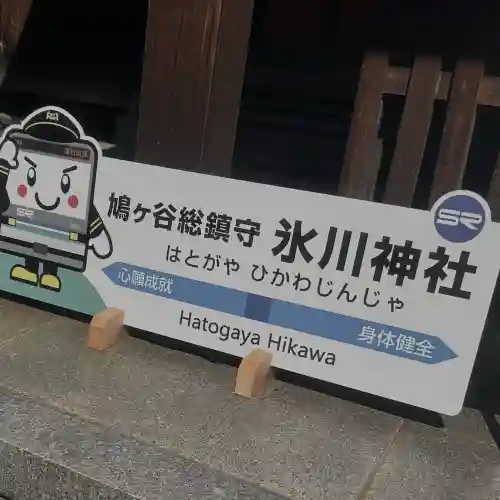 鳩ヶ谷総鎮守 氷川神社
はとがや ひかわじんじゃ
心願成就
身体健全
Hatogaya Hikawa
SR
SR